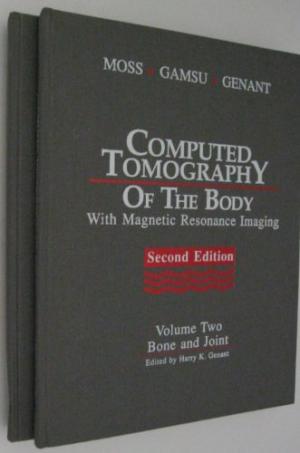 MOSS • GAMSU • GENANT
COMPUTED
TOMOGRAPHY
OF THE BODY
With Magnetic Resonance Imaging
Second Edition
Volume Two
Bone and Joint
Edited by Harry K. Genant